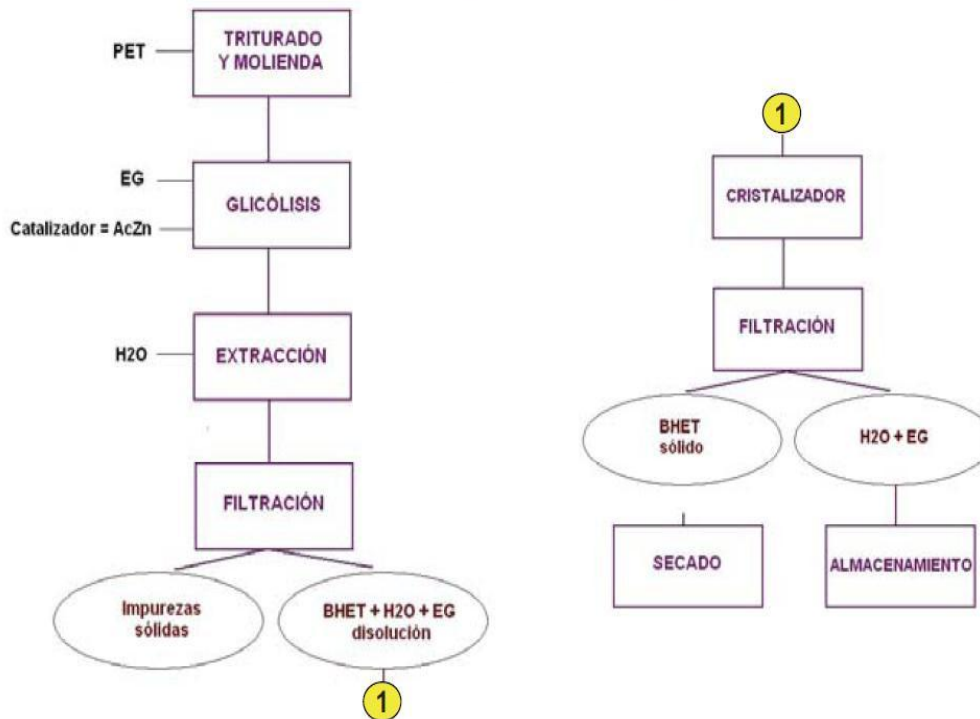 PET
TRITURADO
Y MOLIENDA
EG
Catalizador = AcZn
GLICÓLISIS
H2O
EXTRACCIÓN
FILTRACIÓN
Impurezas
sólidas
BHET + H2O + EG
disolución
1
1
CRISTALIZADOR
FILTRACIÓN
BHET
sólido
H2O + EG
SECADO
ALMACENAMIENTO